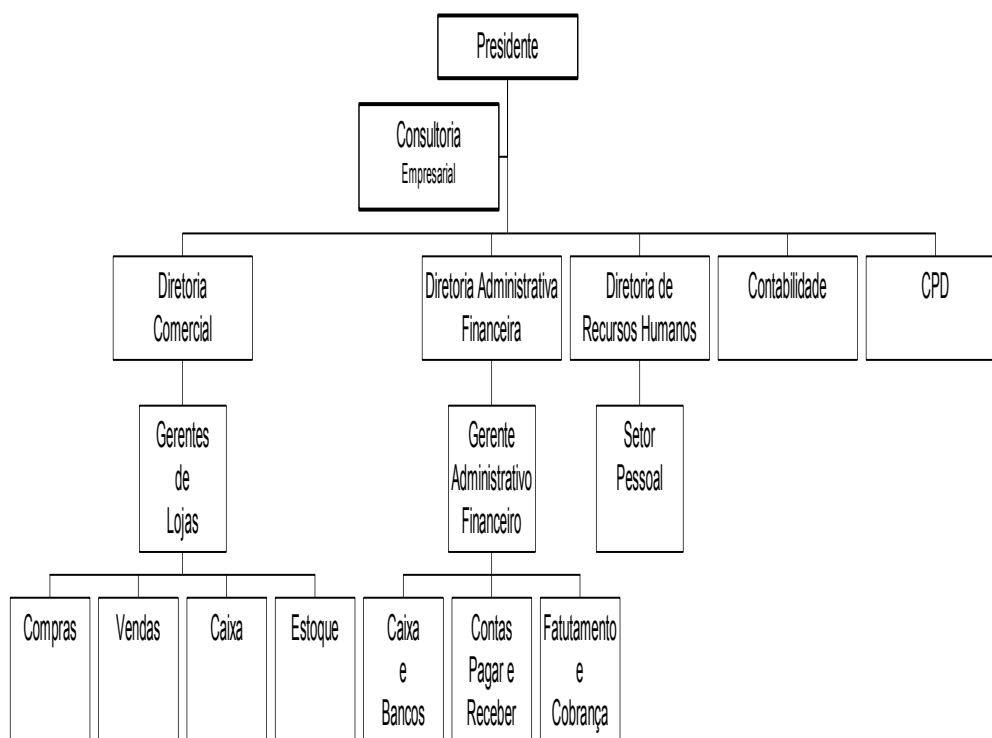 Presidente
Consultoria
Empresarial
Diretoria
Comercial
Diretoria Administrativa
Financeira
Diretoria de
Recursos Humanos
Contabilidade
CPD
Gerentes
de
Lojas
Gerente
Administrativo
Financeiro
Setor
Pessoal
Compras
Vendas
Caixa
Estoque
Caixa
e
Bancos
Contas
Pagar e
Receber
Fatutamento
e
Cobrança